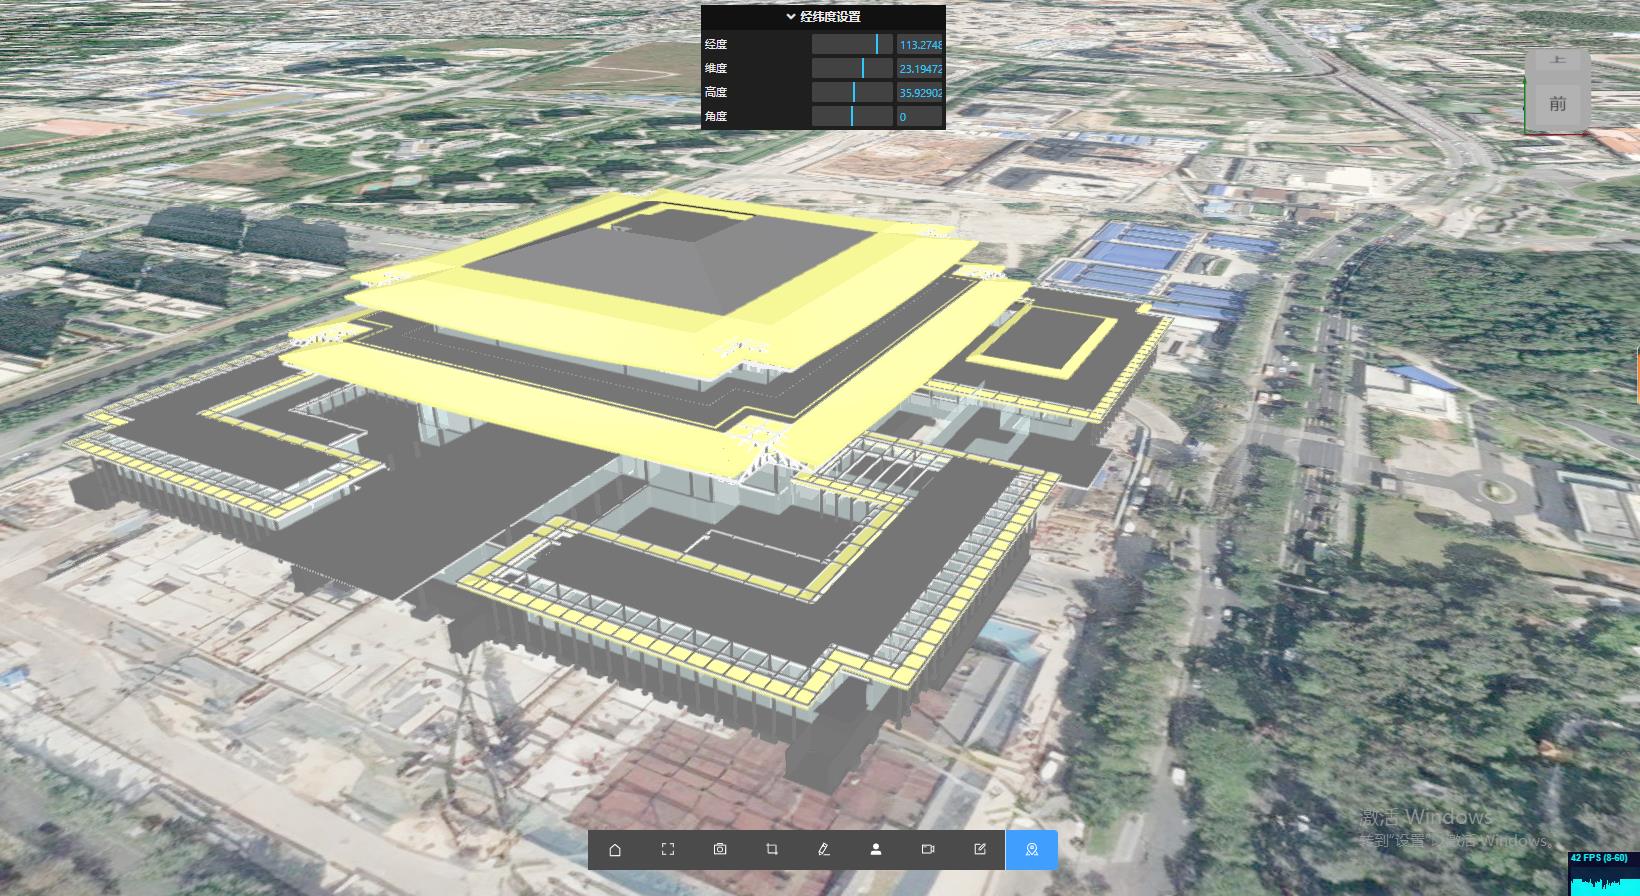 经纬度设置
经度
113.2748
维度
23.19472
高度
35.92902
角度
0
上
前
激活 Windows
转到"设置"以激活 Windows。
42 FPS (8-60)